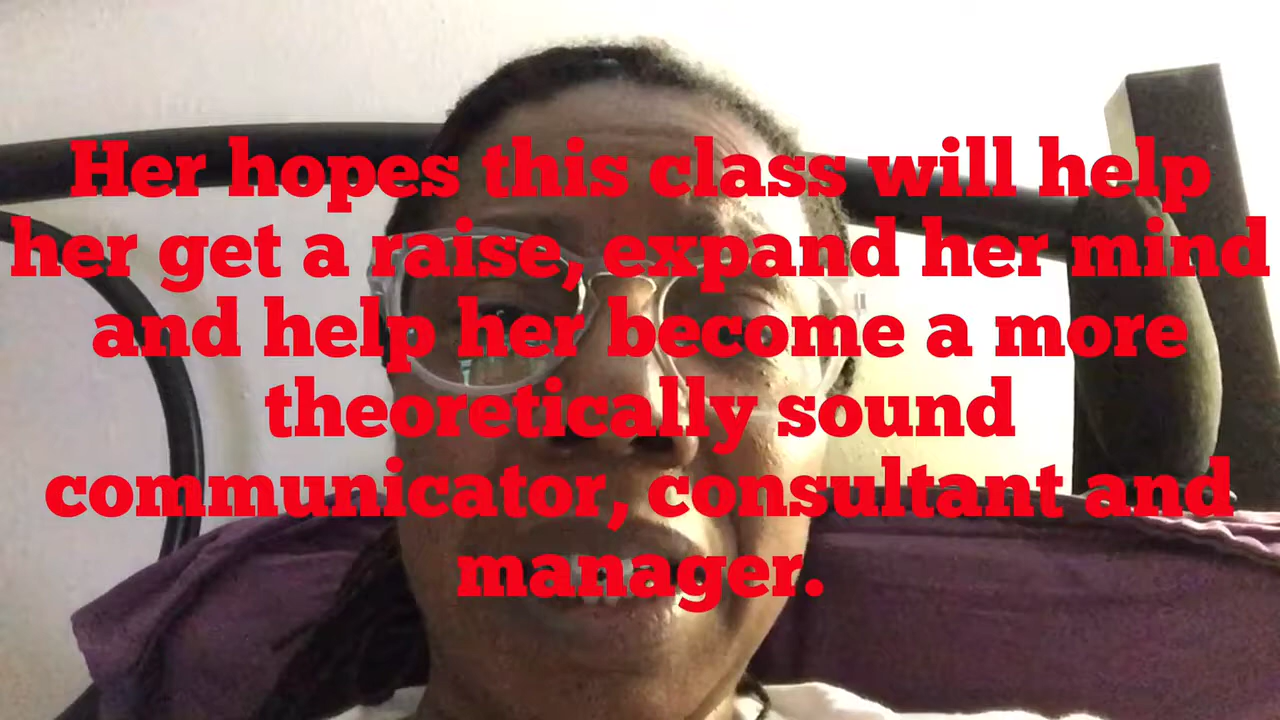 Her hopes this class will help
her get a raise, expand her mind
and help her become a more
theoretically sound
communicator, consultant and
manager.